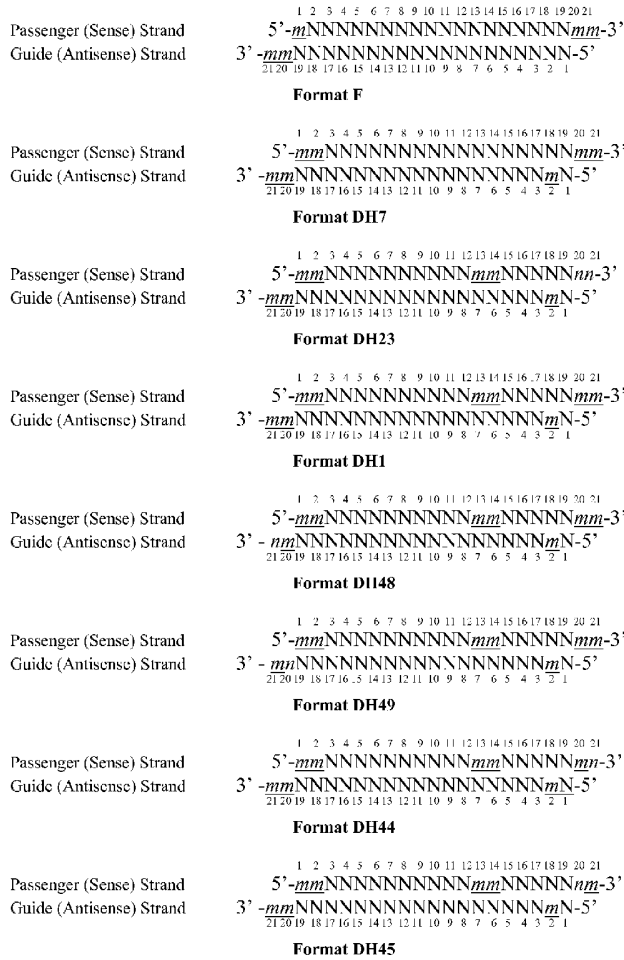 1 2 3 4 5 6 7 8 9 10 11 12 13 14 15 16 17 18 19 20 21
Passenger (Sense) Strand 5’-mNNNNNNNNNNNNNNNNNNmm-3’
Guide (Antisense) Strand 3’ -mmNNNNNNNNNNNNNNNNNNN-5’
21 20 19 18 17 16 15 14 13 12 11 10 9 8 7 6 5 4 3 2 1
Format F
1 2 3 4 5 6 7 8 9 10 11 12 13 14 15 16 17 18 19 20 21
Passenger (Sense) Strand 5’-mmNNNNNNNNNNNNNNNNNmm-3’
Guide (Antisense) Strand 3’ -mmNNNNNNNNNNNNNNNNNmN-5’
21 20 19 18 17 16 15 14 13 12 11 10 9 8 7 6 5 4 3 2 1
Format DH7
1 2 3 4 5 6 7 8 9 10 11 12 13 14 15 16 17 18 19 20 21
Passenger (Sense) Strand 5’-mmNNNNNNNNNNmmNNNNNnn-3’
Guide (Antisense) Strand 3’ -mmNNNNNNNNNNNNNNNNNmN-5’
21 20 19 18 17 16 15 14 13 12 11 10 9 8 7 6 5 4 3 2 1
Format DH23
1 2 3 4 5 6 7 8 9 10 11 12 13 14 15 16 17 18 19 20 21
Passenger (Sense) Strand 5’-mmNNNNNNNNNNmmNNNNNmm-3’
Guide (Antisense) Strand 3’ -mmNNNNNNNNNNNNNNNNNmN-5’
21 20 19 18 17 16 15 14 13 12 11 10 9 8 7 6 5 4 3 2 1
Format DH1
1 2 3 4 5 6 7 8 9 10 11 12 13 14 15 16 17 18 19 20 21
Passenger (Sense) Strand 5’-mmNNNNNNNNNNmmNNNNNmm-3’
Guide (Antisense) Strand 3’ - nmNNNNNNNNNNNNNNNNNmN-5’
21 20 19 18 17 16 15 14 13 12 11 10 9 8 7 6 5 4 3 2 1
Format DH48
1 2 3 4 5 6 7 8 9 10 11 12 13 14 15 16 17 18 19 20 21
Passenger (Sense) Strand 5’-mmNNNNNNNNNNmmNNNNNmm-3’
Guide (Antisense) Strand 3’ - mnNNNNNNNNNNNNNNNNNmN-5’
21 20 19 18 17 16 15 14 13 12 11 10 9 8 7 6 5 4 3 2 1
Format DH49
1 2 3 4 5 6 7 8 9 10 11 12 13 14 15 16 17 18 19 20 21
Passenger (Sense) Strand 5’-mmNNNNNNNNNNmmNNNNNmn-3’
Guide (Antisense) Strand 3’ -mmNNNNNNNNNNNNNNNNNmN-5’
21 20 19 18 17 16 15 14 13 12 11 10 9 8 7 6 5 4 3 2 1
Format DH44
1 2 3 4 5 6 7 8 9 10 11 12 13 14 15 16 17 18 19 20 21
Passenger (Sense) Strand 5’-mmNNNNNNNNNNmmNNNNNnm-3’
Guide (Antisense) Strand 3’ -mmNNNNNNNNNNNNNNNNNmN-5’
21 20 19 18 17 16 15 14 13 12 11 10 9 8 7 6 5 4 3 2 1
Format DH45